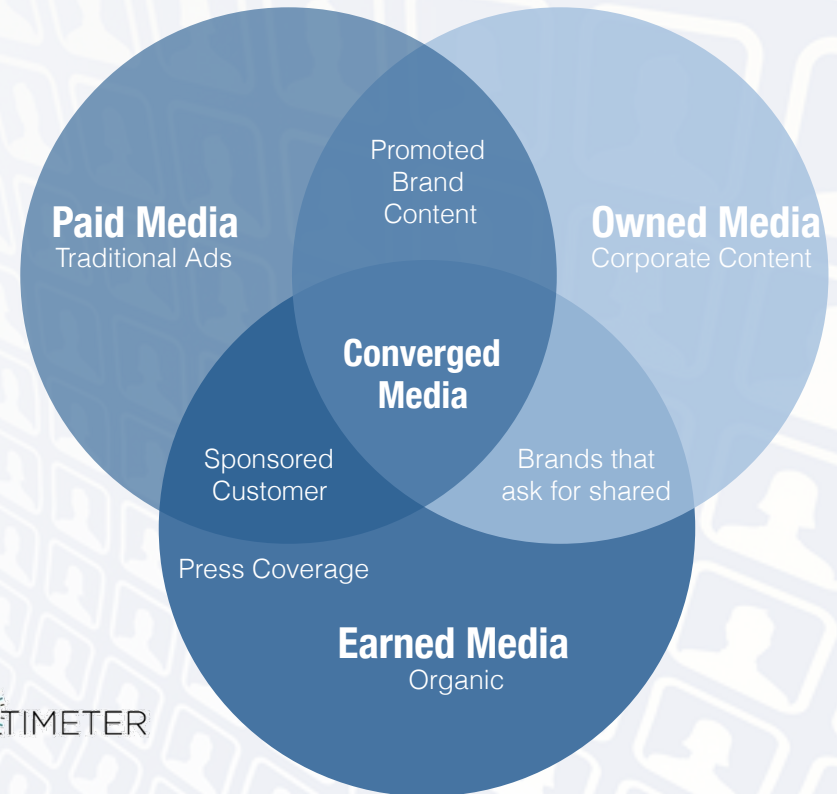 Promoted
Brand
Content
Paid Media
Traditional Ads
Owned Media
Corporate Content
Converged
Media
Sponsored
Customer
Brands that
ask for shared
Press Coverage
Earned Media
Organic
TIMETER